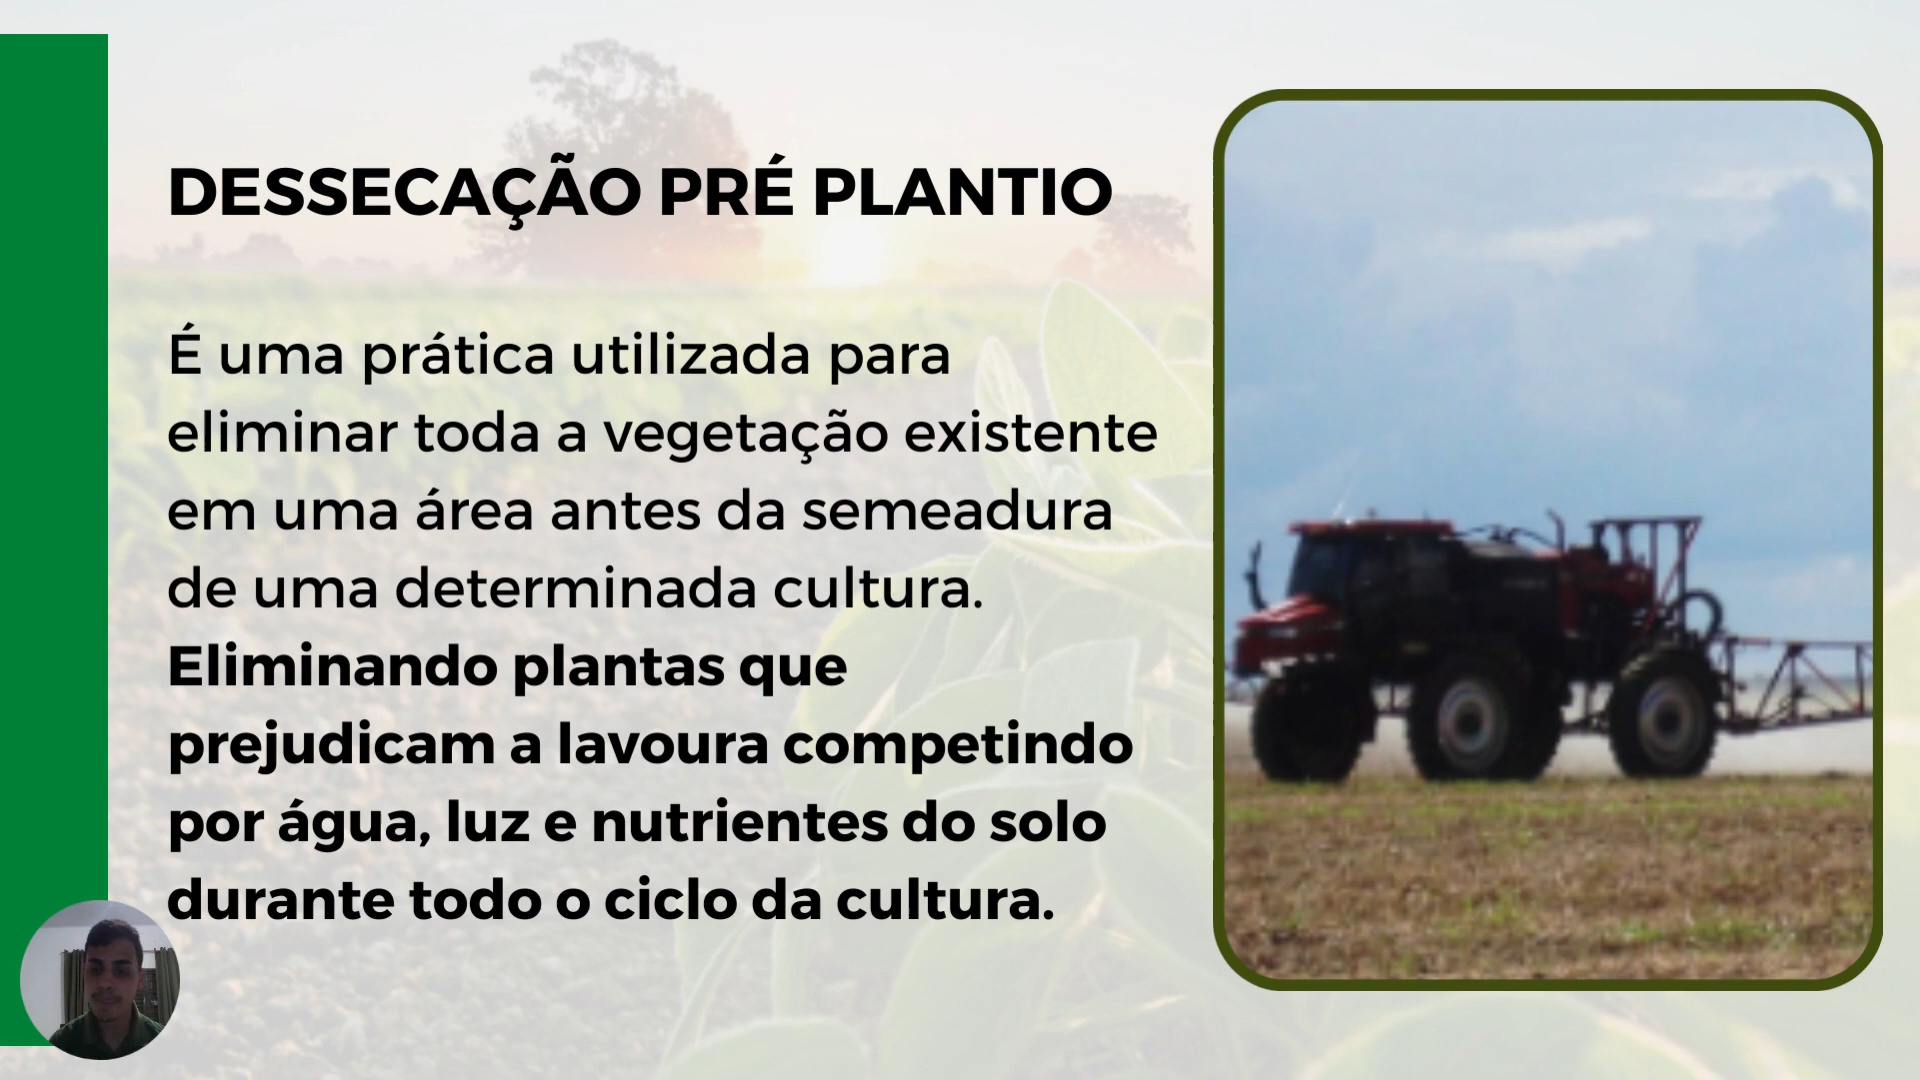 DESSECAÇÃO PRÉ PLANTIO
É uma prática utilizada para
eliminar toda a vegetação existente
em uma área antes da semeadura
de uma determinada cultura.
Eliminando plantas que
prejudicam a lavoura competindo
por água, luz e nutrientes do solo
durante todo o ciclo da cultura.